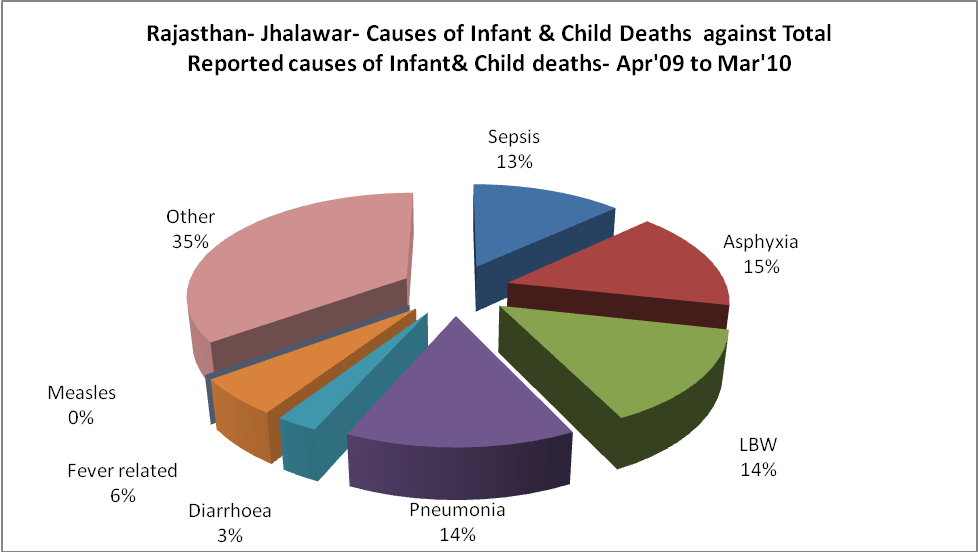 Rajasthan- Jhalawar- Causes of Infant & Child Deaths against Total
Reported causes of Infant& Child deaths- Apr'09 to Mar'10
Sepsis
13%
Asphyxia
15%
LBW
14%
Pneumonia
14%
Diarrhoea
3%
Fever related
6%
Measles
0%
Other
35%